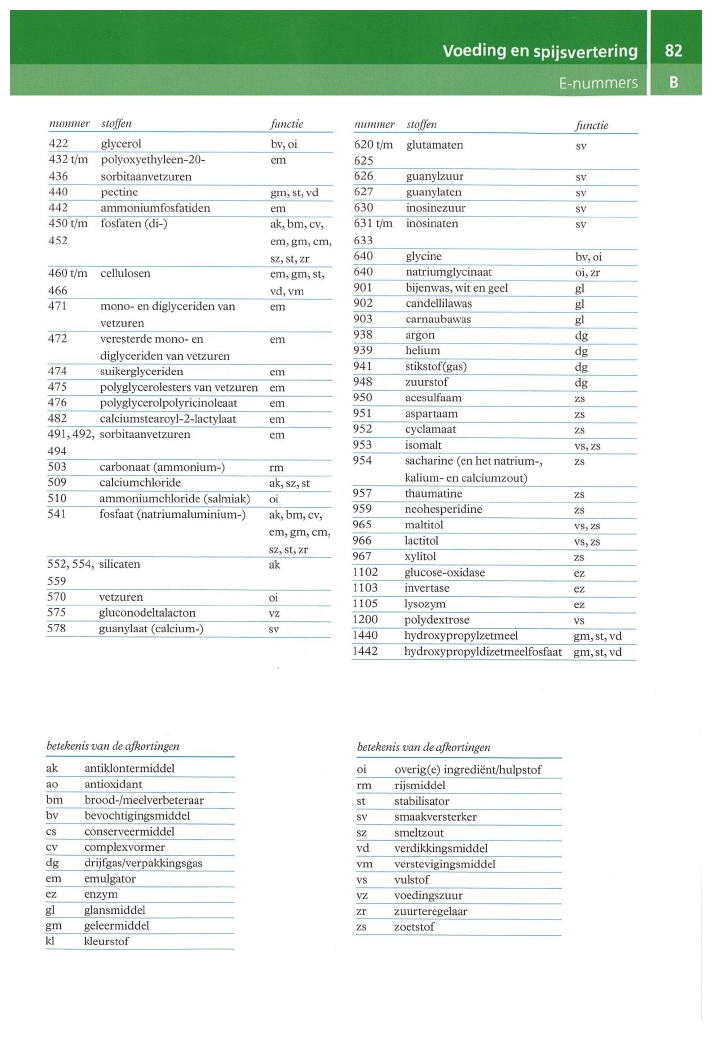 Voeding en spijsvertering 82
E-nummers B
nummer stoffen functie
422 glycerol bv, oi
432 t/m polyoxyethyleen-20- em
436 sorbitaanvetzuren
440 pectine gm, st, vd
442 ammoniumfosfatiden em
450 t/m fosfaten (di-) ak, bm, cv,
452 em, gm, cm,
sz, st, zr
460 t/m cellulosen em, gm, st,
466 vd, vm
471 mono- en diglyceriden van em
vetzuren
472 veresterde mono- en em
diglyceriden van vetzuren
474 suikerglyceriden em
475 polyglycerolesters van vetzuren em
476 polyglycerolpolyricinoleaat em
482 calciumstearoyl-2-lactylaat em
491, 492, sorbitaanvetzuren em
494
503 carbonaat (ammonium-) rm
509 calciumchloride ak, sz, st
510 ammoniumchloride (salmiak) oi
541 fosfaat (natriumaluminium-) ak, bm, cv,
em, gm, cm,
sz, st, zr
552, 554, silicaten ak
559
570 vetzuren oi
575 gluconodeltalacton vz
578 guanylaat (calcium-) sv
nummer stoffen functie
620 t/m glutamaten sv
625
626 guanylzuur sv
627 guanylaten sv
630 inosinezuur sv
631 t/m inosinaten sv
633
640 glycine bv, oi
640 natriumglycinaat oi, zr
901 bijenwas, wit en geel gl
902 candellilawas gl
903 carnaubawas gl
938 argon dg
939 helium dg
941 stikstof(gas) dg
948 zuurstof dg
950 acesulfaam zs
951 aspartaam zs
952 cyclamaat zs
953 isomalt vs, zs
954 sacharine (en het natrium-, zs
kalium- en calciumzout)
957 thaumatine zs
959 neohesperidine zs
965 maltitol vs, zs
966 lactitol vs, zs
967 xylitol zs
1102 glucose-oxidase ez
1103 invertase ez
1105 lysozym ez
1200 polydextrose vs
1440 hydroxypropylzetmeel gm, st, vd
1442 hydroxypropyldizetmeelfosfaat gm, st, vd
betekenis van de afkortingen
ak antiklontermiddel
ao antioxidant
bm brood-/meelverbeteraar
bv bevochtigingsmiddel
cs conserveermiddel
cv complexvormer
dg drijfgas/verpakkingsgas
em emulgator
ez enzym
gl glansmiddel
gm geleermiddel
kl kleurstof
betekenis van de afkortingen
oi overig(e) ingrediënt/hulpstof
rm rijsmiddel
st stabilisator
sv smaakversterker
sz smeltzout
vd verdikkingsmiddel
vm verstevigingsmiddel
vs vulstof
vz voedingszuur
zr zuurteregelaar
zs zoetstof